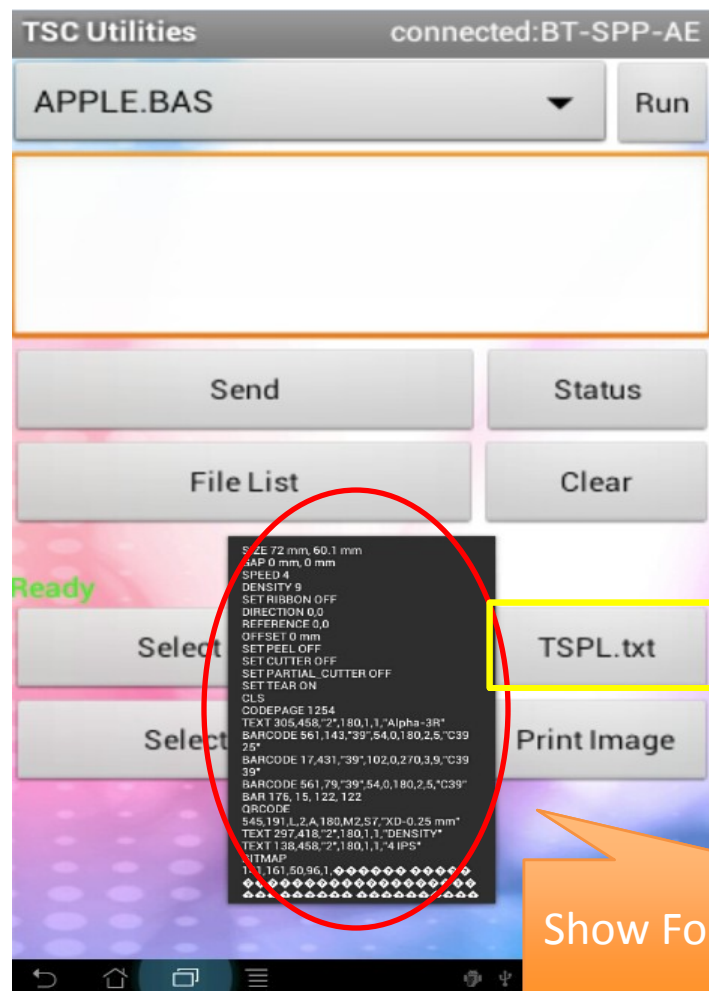 TSC Utilities connected:BT-SPP-AE
APPLE.BAS Run
Send Status
File List Clear
Ready
Select TSPL.txt
Select Print Image
SIZE 72 mm, 60.1 mm
GAP 0 mm, 0 mm
SPEED 4
DENSITY 9
SET RIBBON OFF
DIRECTION 0,0
REFERENCE 0,0
OFFSET 0 mm
SET PEEL OFF
SET CUTTER OFF
SET PARTIAL_CUTTER OFF
SET TEAR ON
CLS
CODEPAGE 1254
TEXT 305,458,"2",180,1,1,"Alpha-3R"
BARCODE 561,143,"39",54,0,180,2,5,"C39
25"
BARCODE 17,431,"39",102,0,270,3,9,"C39
39"
BARCODE 561,79,"39",54,0,180,2,5,"C39"
BAR 175, 15, 122, 122
QRCODE
545,191,L,2,A,180,M2,S7,"XD-0.25 mm"
TEXT 297,418,"2",180,1,1,"DENSITY"
TEXT 138,458,"2",180,1,1,"4 IPS"
BITMAP
141,161,50,96,1,������ �����
�������������������
������� ������ �������
Show Fo